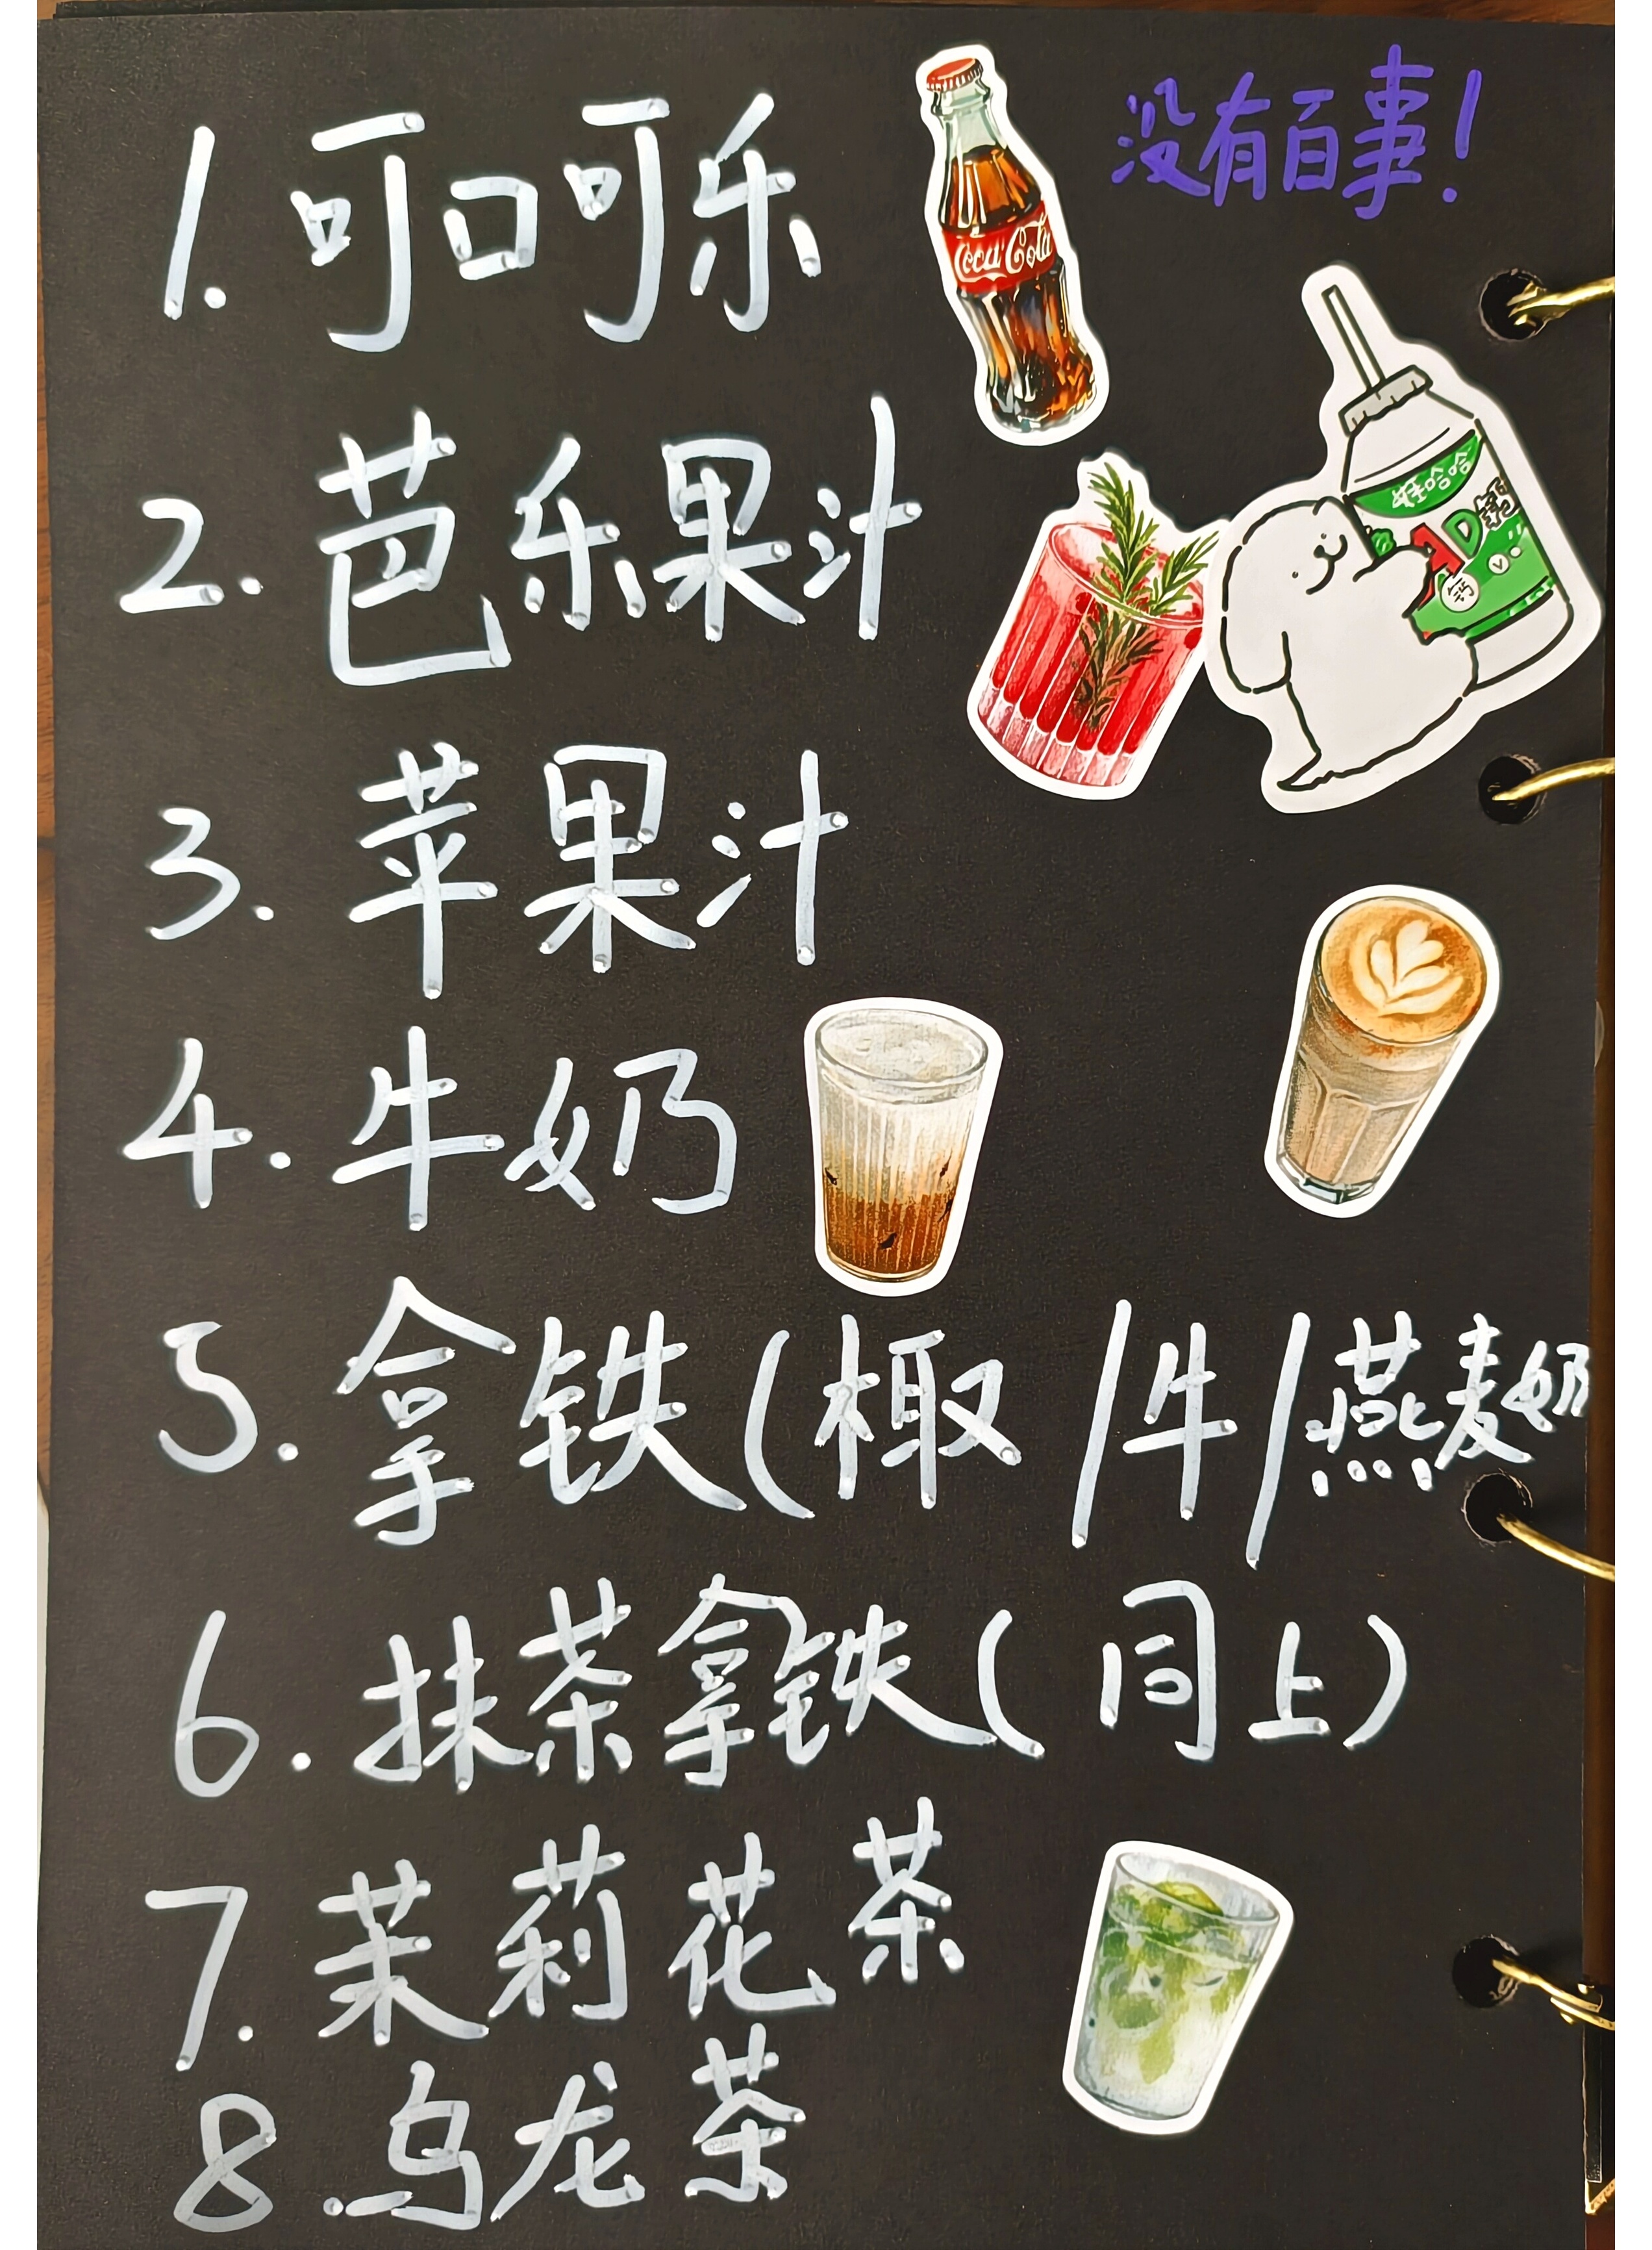 1. 可口可乐
Coca-Cola
没有百事!
2. 芭乐果汁
娃哈哈
AD钙
钙
3. 苹果汁
4. 牛奶
5. 拿铁(椰/牛/燕麦奶
6. 抹茶拿铁(同上)
7. 茉莉花茶
8. 乌龙茶